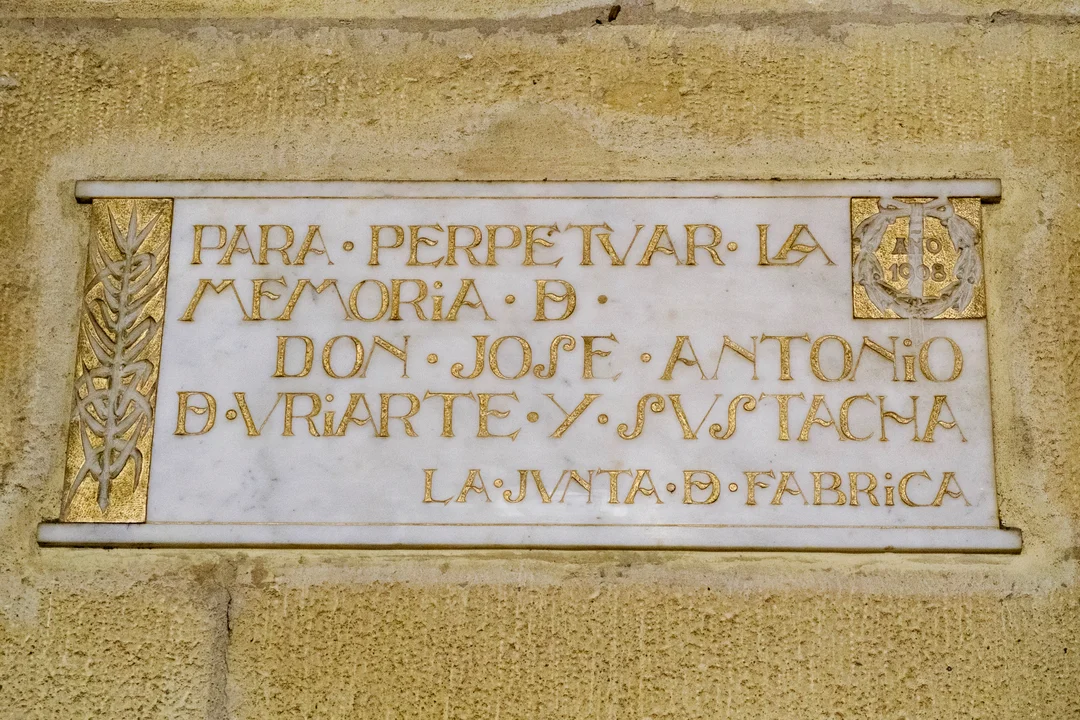 PARA · PERPETVAR · LA
MEMORiA · Đ ·
DON · JOSE · ANTONiO
Đ · VRiARTE · Y · SVSTACHA
LA · JVNTA · Đ · FABRiCA
AÑO
1908